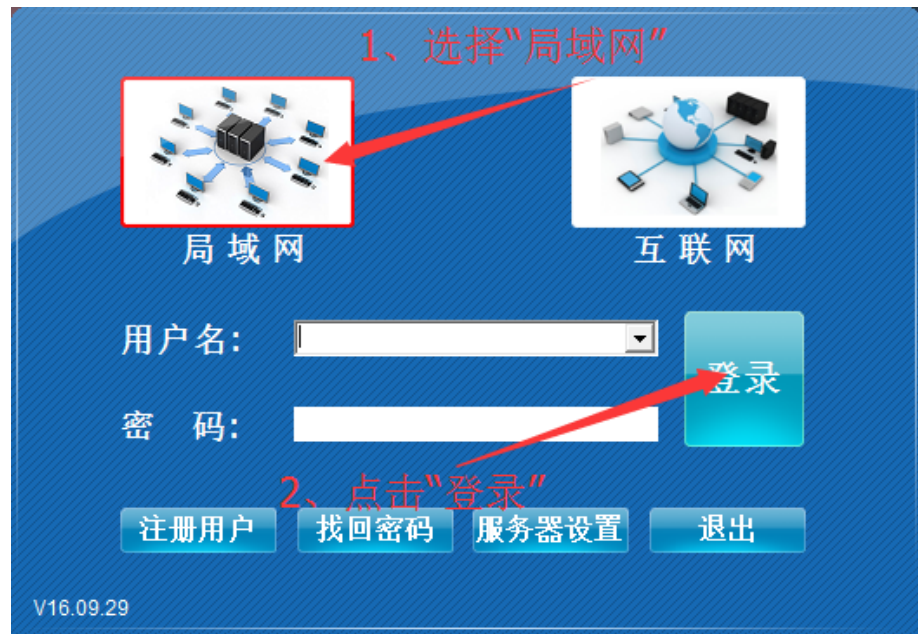 1、选择“局域网”
局域网
互联网
用户名:
登录
密 码:
2、点击“登录”
注册用户
找回密码
服务器设置
退出
V16.09.29